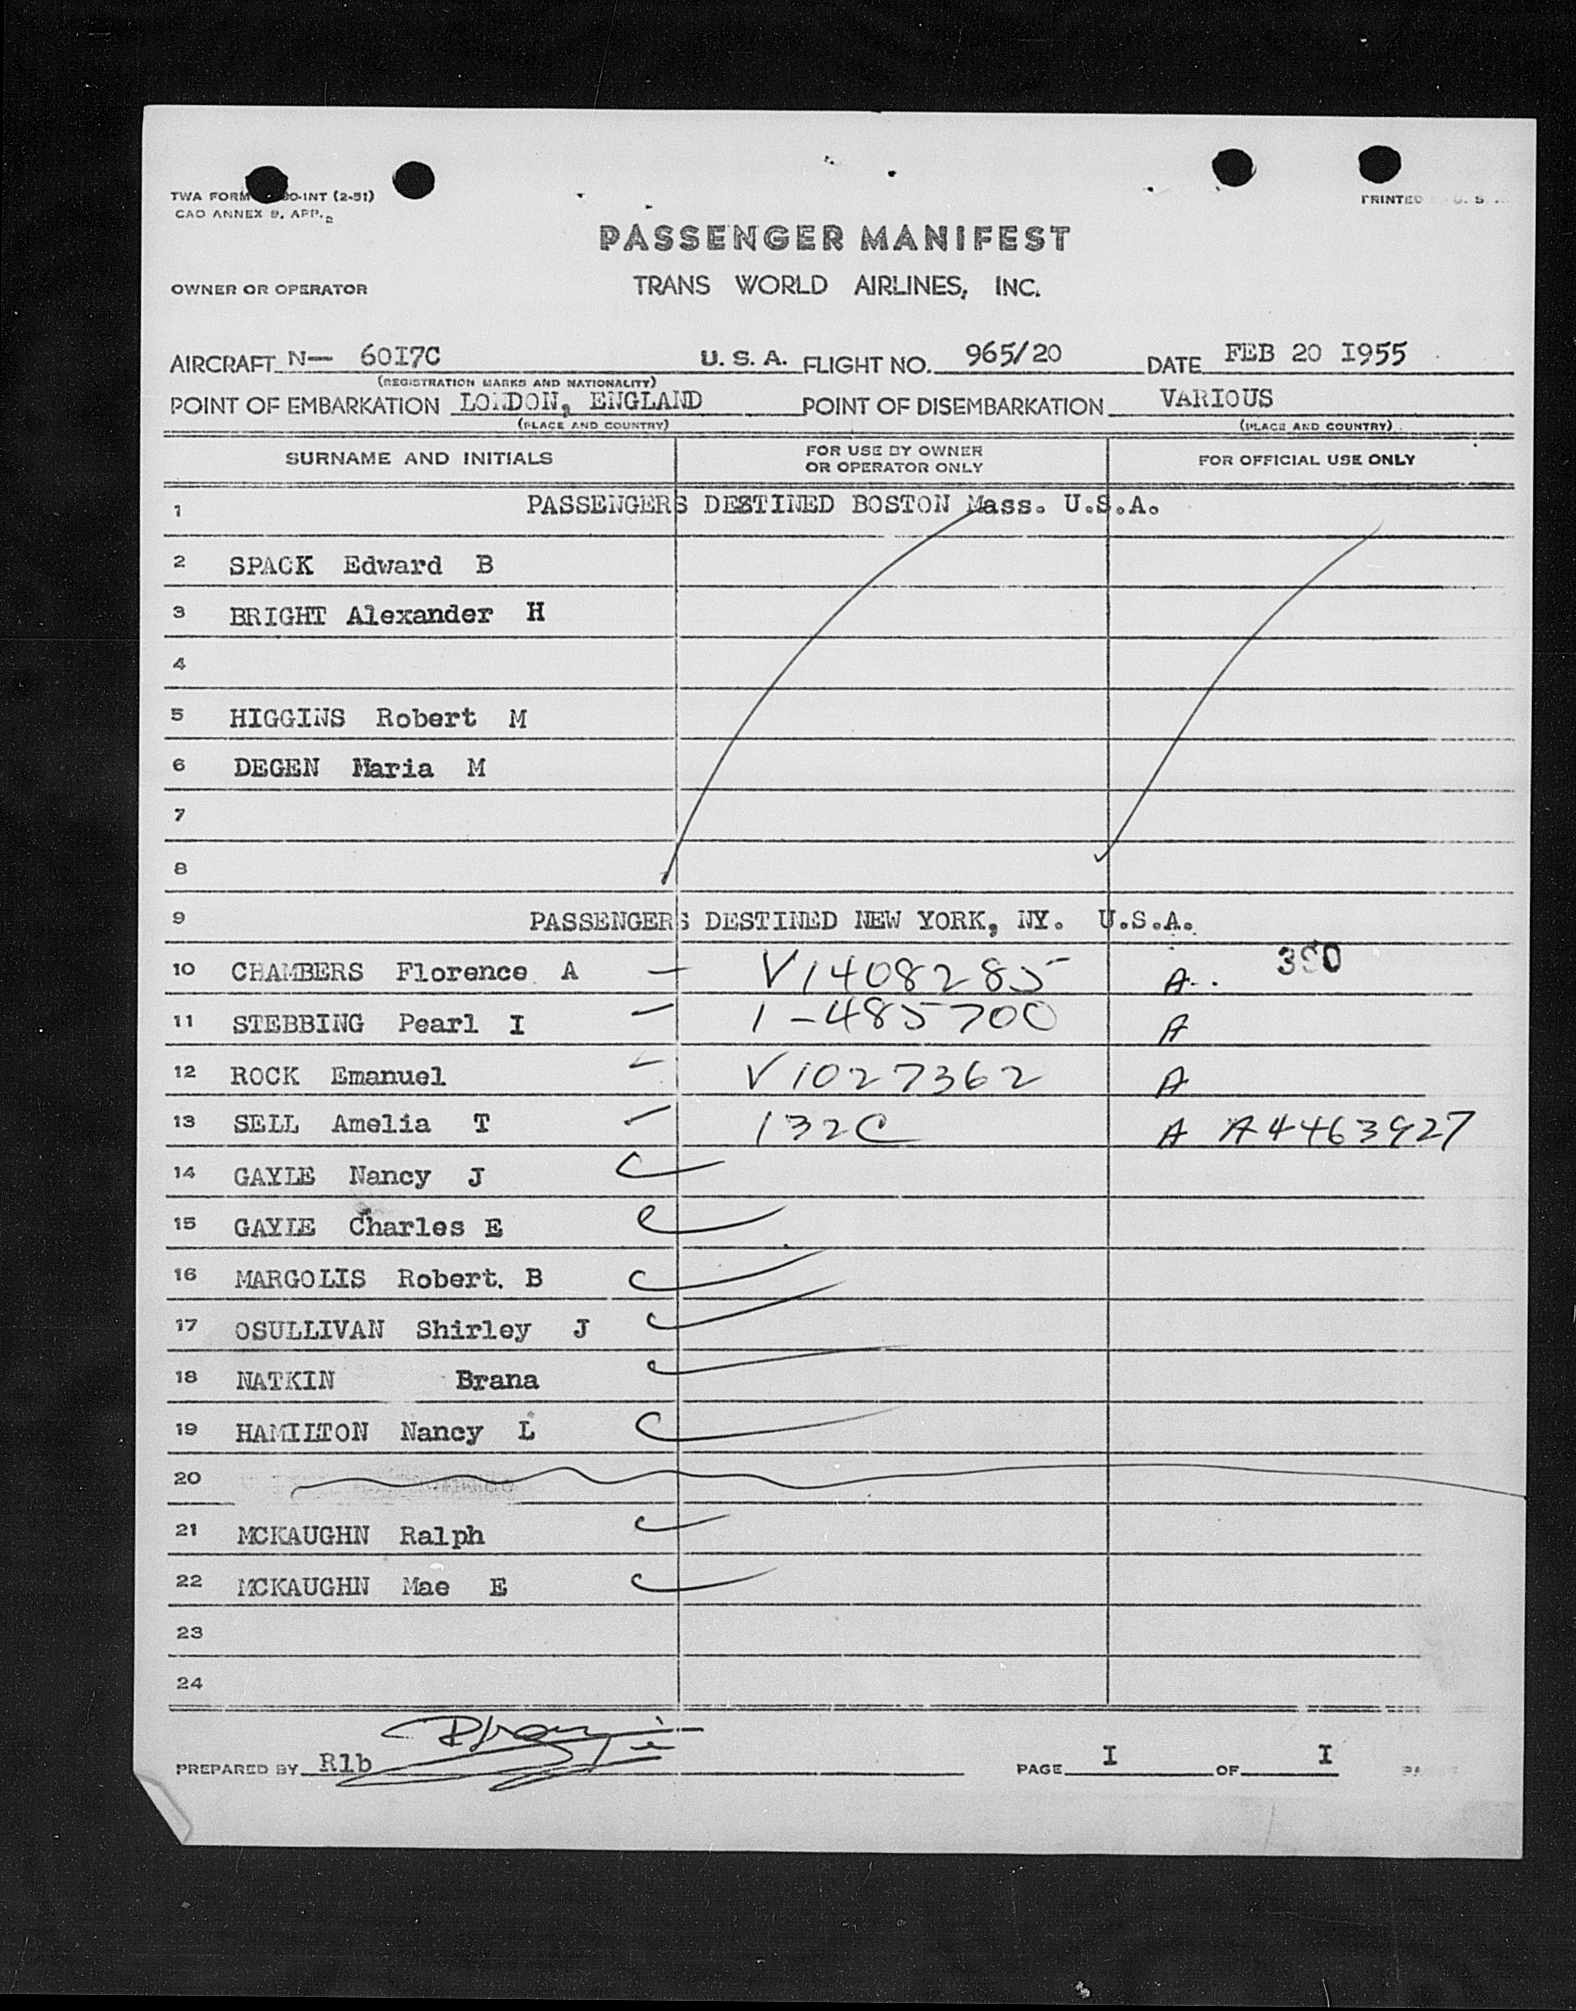 TWA FORM 0-INT (2-51)
CAO ANNEX 9, APP. 2
PRINTED U. S.
PASSENGER MANIFEST
OWNER OR OPERATOR
TRANS WORLD AIRLINES, INC.
AIRCRAFT N— 60I7C U. S. A. FLIGHT NO. 965/20 DATE FEB 20 I955
(REGISTRATION MARKS AND NATIONALITY)
POINT OF EMBARKATION LONDON, ENGLAND POINT OF DISEMBARKATION VARIOUS
(PLACE AND COUNTRY) (PLACE AND COUNTRY)
SURNAME AND INITIALS FOR USE BY OWNER OR OPERATOR ONLY FOR OFFICIAL USE ONLY
1 PASSENGERS DESTINED BOSTON Mass. U.S.A.
2 SPACK Edward B
3 BRIGHT Alexander H
4
5 HIGGINS Robert M
6 DEGEN Maria M
7
8
9 PASSENGERS DESTINED NEW YORK, NY. U.S.A.
10 CHAMBERS Florence A — V1408285 A
11 STEBBING Pearl I — 1-485700 A
12 ROCK Emanuel — V1027362 A
13 SELL Amelia T — 132C A A4463927
14 GAYLE Nancy J C
15 GAYLE Charles E C
16 MARGOLIS Robert. B C
17 OSULLIVAN Shirley J C
18 NATKIN Brana C
19 HAMILTON Nancy L C
20
21 MCKAUGHN Ralph C
22 MCKAUGHN Mae E C
23
24
PREPARED BY Rlb PAGE I OF I